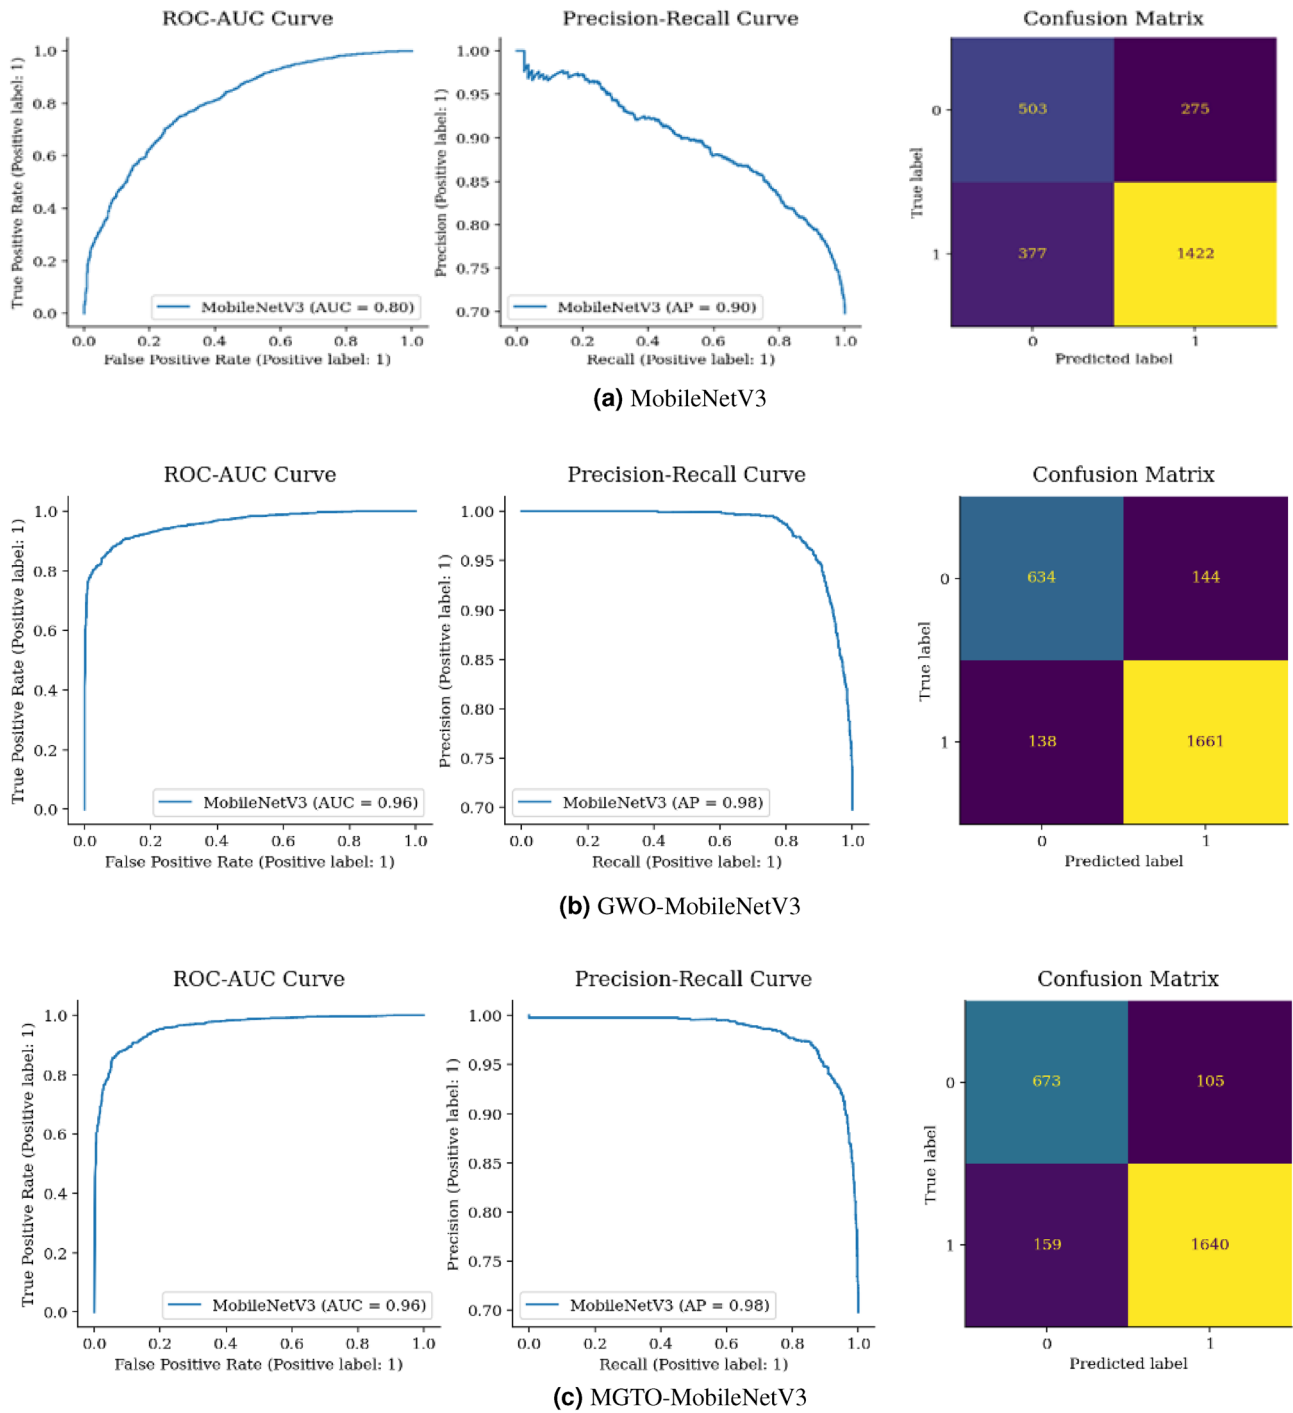 ROC-AUC Curve
Precision-Recall Curve
Confusion Matrix
True Positive Rate (Positive label: 1)
1.0
0.8
0.6
0.4
0.2
0.0
MobileNetV3 (AUC = 0.80)
0.0 0.2 0.4 0.6 0.8 1.0
False Positive Rate (Positive label: 1)
Precision (Positive label: 1)
1.00
0.95
0.90
0.85
0.80
0.75
0.70
MobileNetV3 (AP = 0.90)
0.0 0.2 0.4 0.6 0.8 1.0
Recall (Positive label: 1)
True label
0
1
503 275
377 1422
0 1
Predicted label
(a) MobileNetV3
ROC-AUC Curve
Precision-Recall Curve
Confusion Matrix
True Positive Rate (Positive label: 1)
1.0
0.8
0.6
0.4
0.2
0.0
MobileNetV3 (AUC = 0.96)
0.0 0.2 0.4 0.6 0.8 1.0
False Positive Rate (Positive label: 1)
Precision (Positive label: 1)
1.00
0.95
0.90
0.85
0.80
0.75
0.70
MobileNetV3 (AP = 0.98)
0.0 0.2 0.4 0.6 0.8 1.0
Recall (Positive label: 1)
True label
0
1
634 144
138 1661
0 1
Predicted label
(b) GWO-MobileNetV3
ROC-AUC Curve
Precision-Recall Curve
Confusion Matrix
True Positive Rate (Positive label: 1)
1.0
0.8
0.6
0.4
0.2
0.0
MobileNetV3 (AUC = 0.96)
0.0 0.2 0.4 0.6 0.8 1.0
False Positive Rate (Positive label: 1)
Precision (Positive label: 1)
1.00
0.95
0.90
0.85
0.80
0.75
0.70
MobileNetV3 (AP = 0.98)
0.0 0.2 0.4 0.6 0.8 1.0
Recall (Positive label: 1)
True label
0
1
673 105
159 1640
0 1
Predicted label
(c) MGTO-MobileNetV3